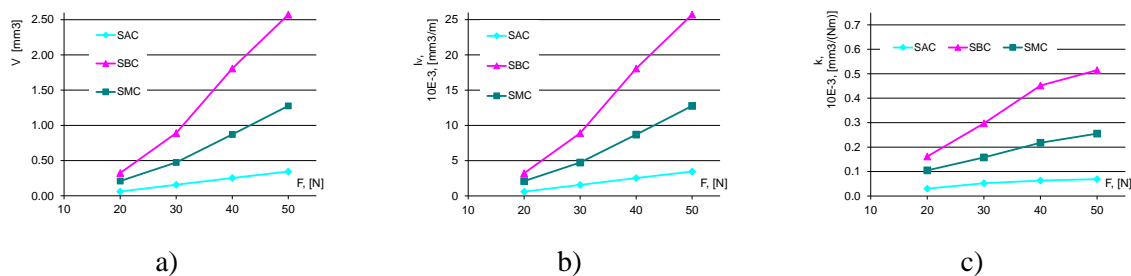 V [mm3]
2.50
2.00
1.50
1.00
0.50
0.00
SAC
SBC
SMC
F, [N]
10 20 30 40 50
a)
Iv,
10E-3, [mm3/m]
25
20
15
10
5
0
SAC
SBC
SMC
F, [N]
10 20 30 40 50
b)
k,
10E-3, [mm3/(Nm)]
0.7
0.6
0.5
0.4
0.3
0.2
0.1
0.0
SAC SBC SMC
F, [N]
10 20 30 40 50
c)